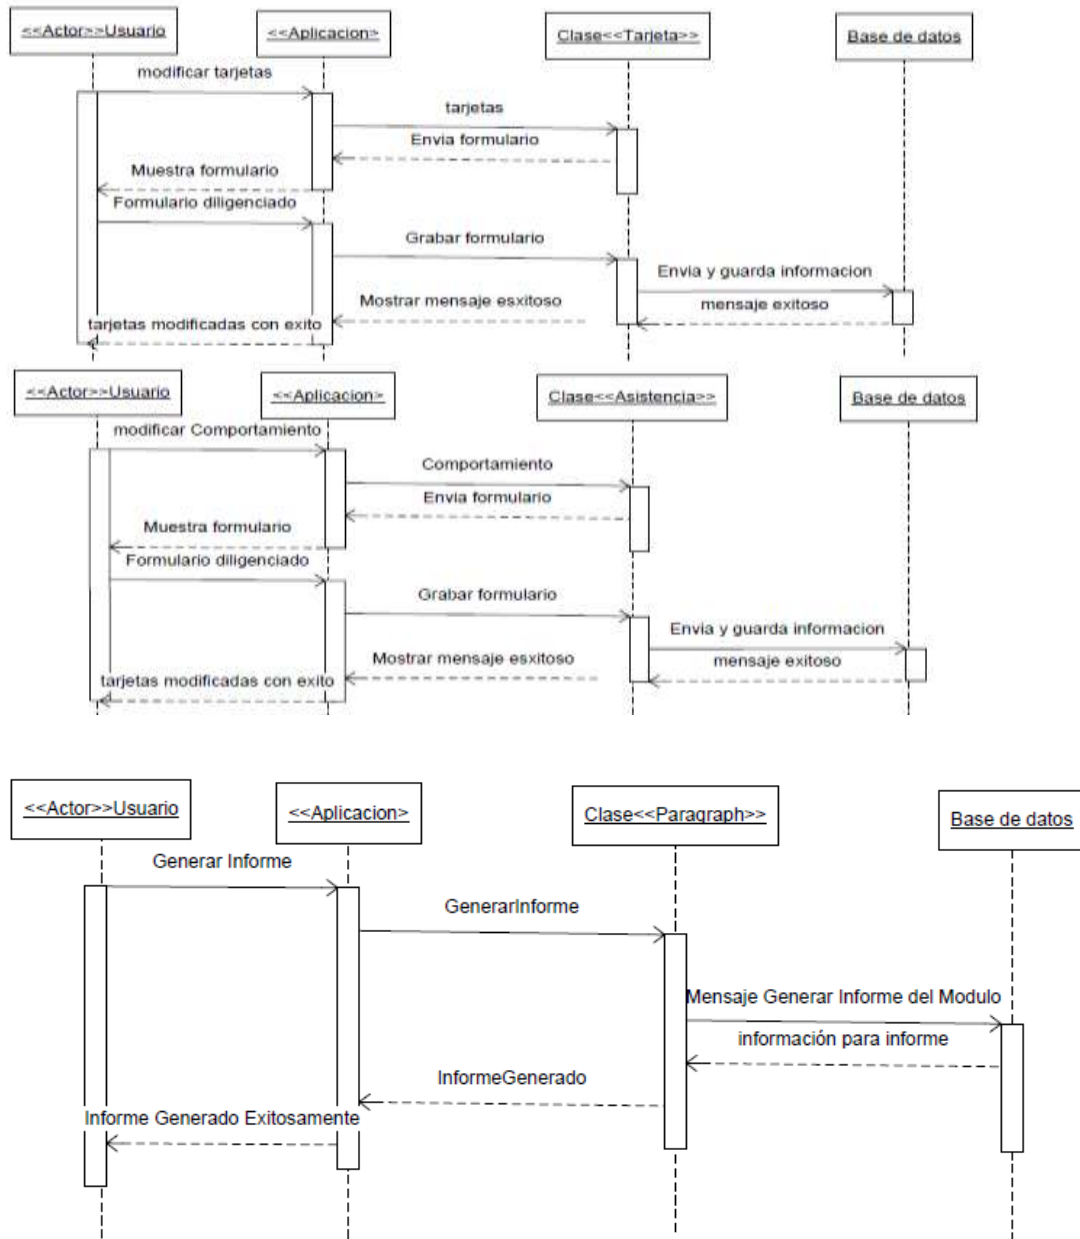 <<Actor>>Usuario
<<Aplicacion>
Clase<<Tarjeta>>
Base de datos
modificar tarjetas
tarjetas
Envia formulario
Muestra formulario
Formulario diligenciado
Grabar formulario
Envia y guarda informacion
Mostrar mensaje esxitoso
mensaje exitoso
tarjetas modificadas con exito
<<Actor>>Usuario
<<Aplicacion>
Clase<<Asistencia>>
Base de datos
modificar Comportamiento
Comportamiento
Envia formulario
Muestra formulario
Formulario diligenciado
Grabar formulario
Envia y guarda informacion
Mostrar mensaje esxitoso
mensaje exitoso
tarjetas modificadas con exito
<<Actor>>Usuario
<<Aplicacion>
Clase<<Paragraph>>
Base de datos
Generar Informe
GenerarInforme
Mensaje Generar Informe del Modulo
información para informe
InformeGenerado
Informe Generado Exitosamente